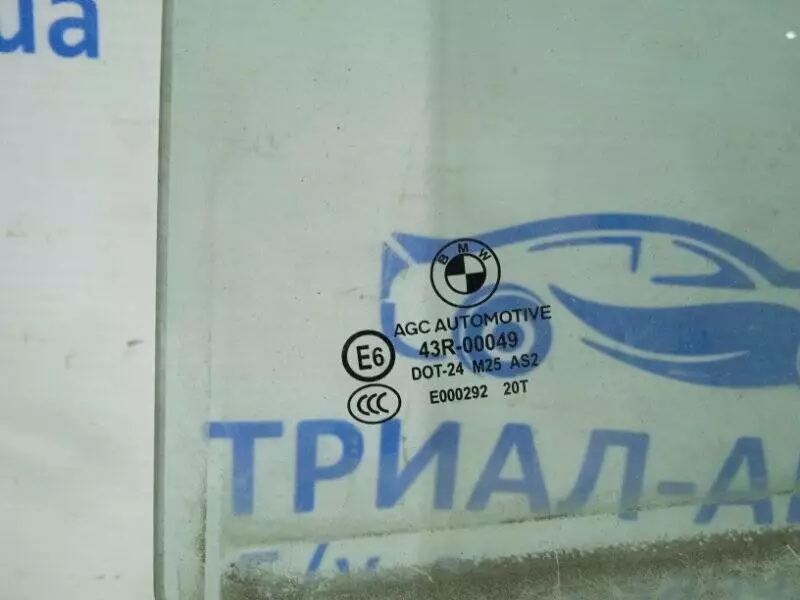 ua
BMW
AGC AUTOMOTIVE
E6 43R-00049
DOT-24 M25 AS2
CCC E000292 20T
ТРИАЛ-А
Б/У